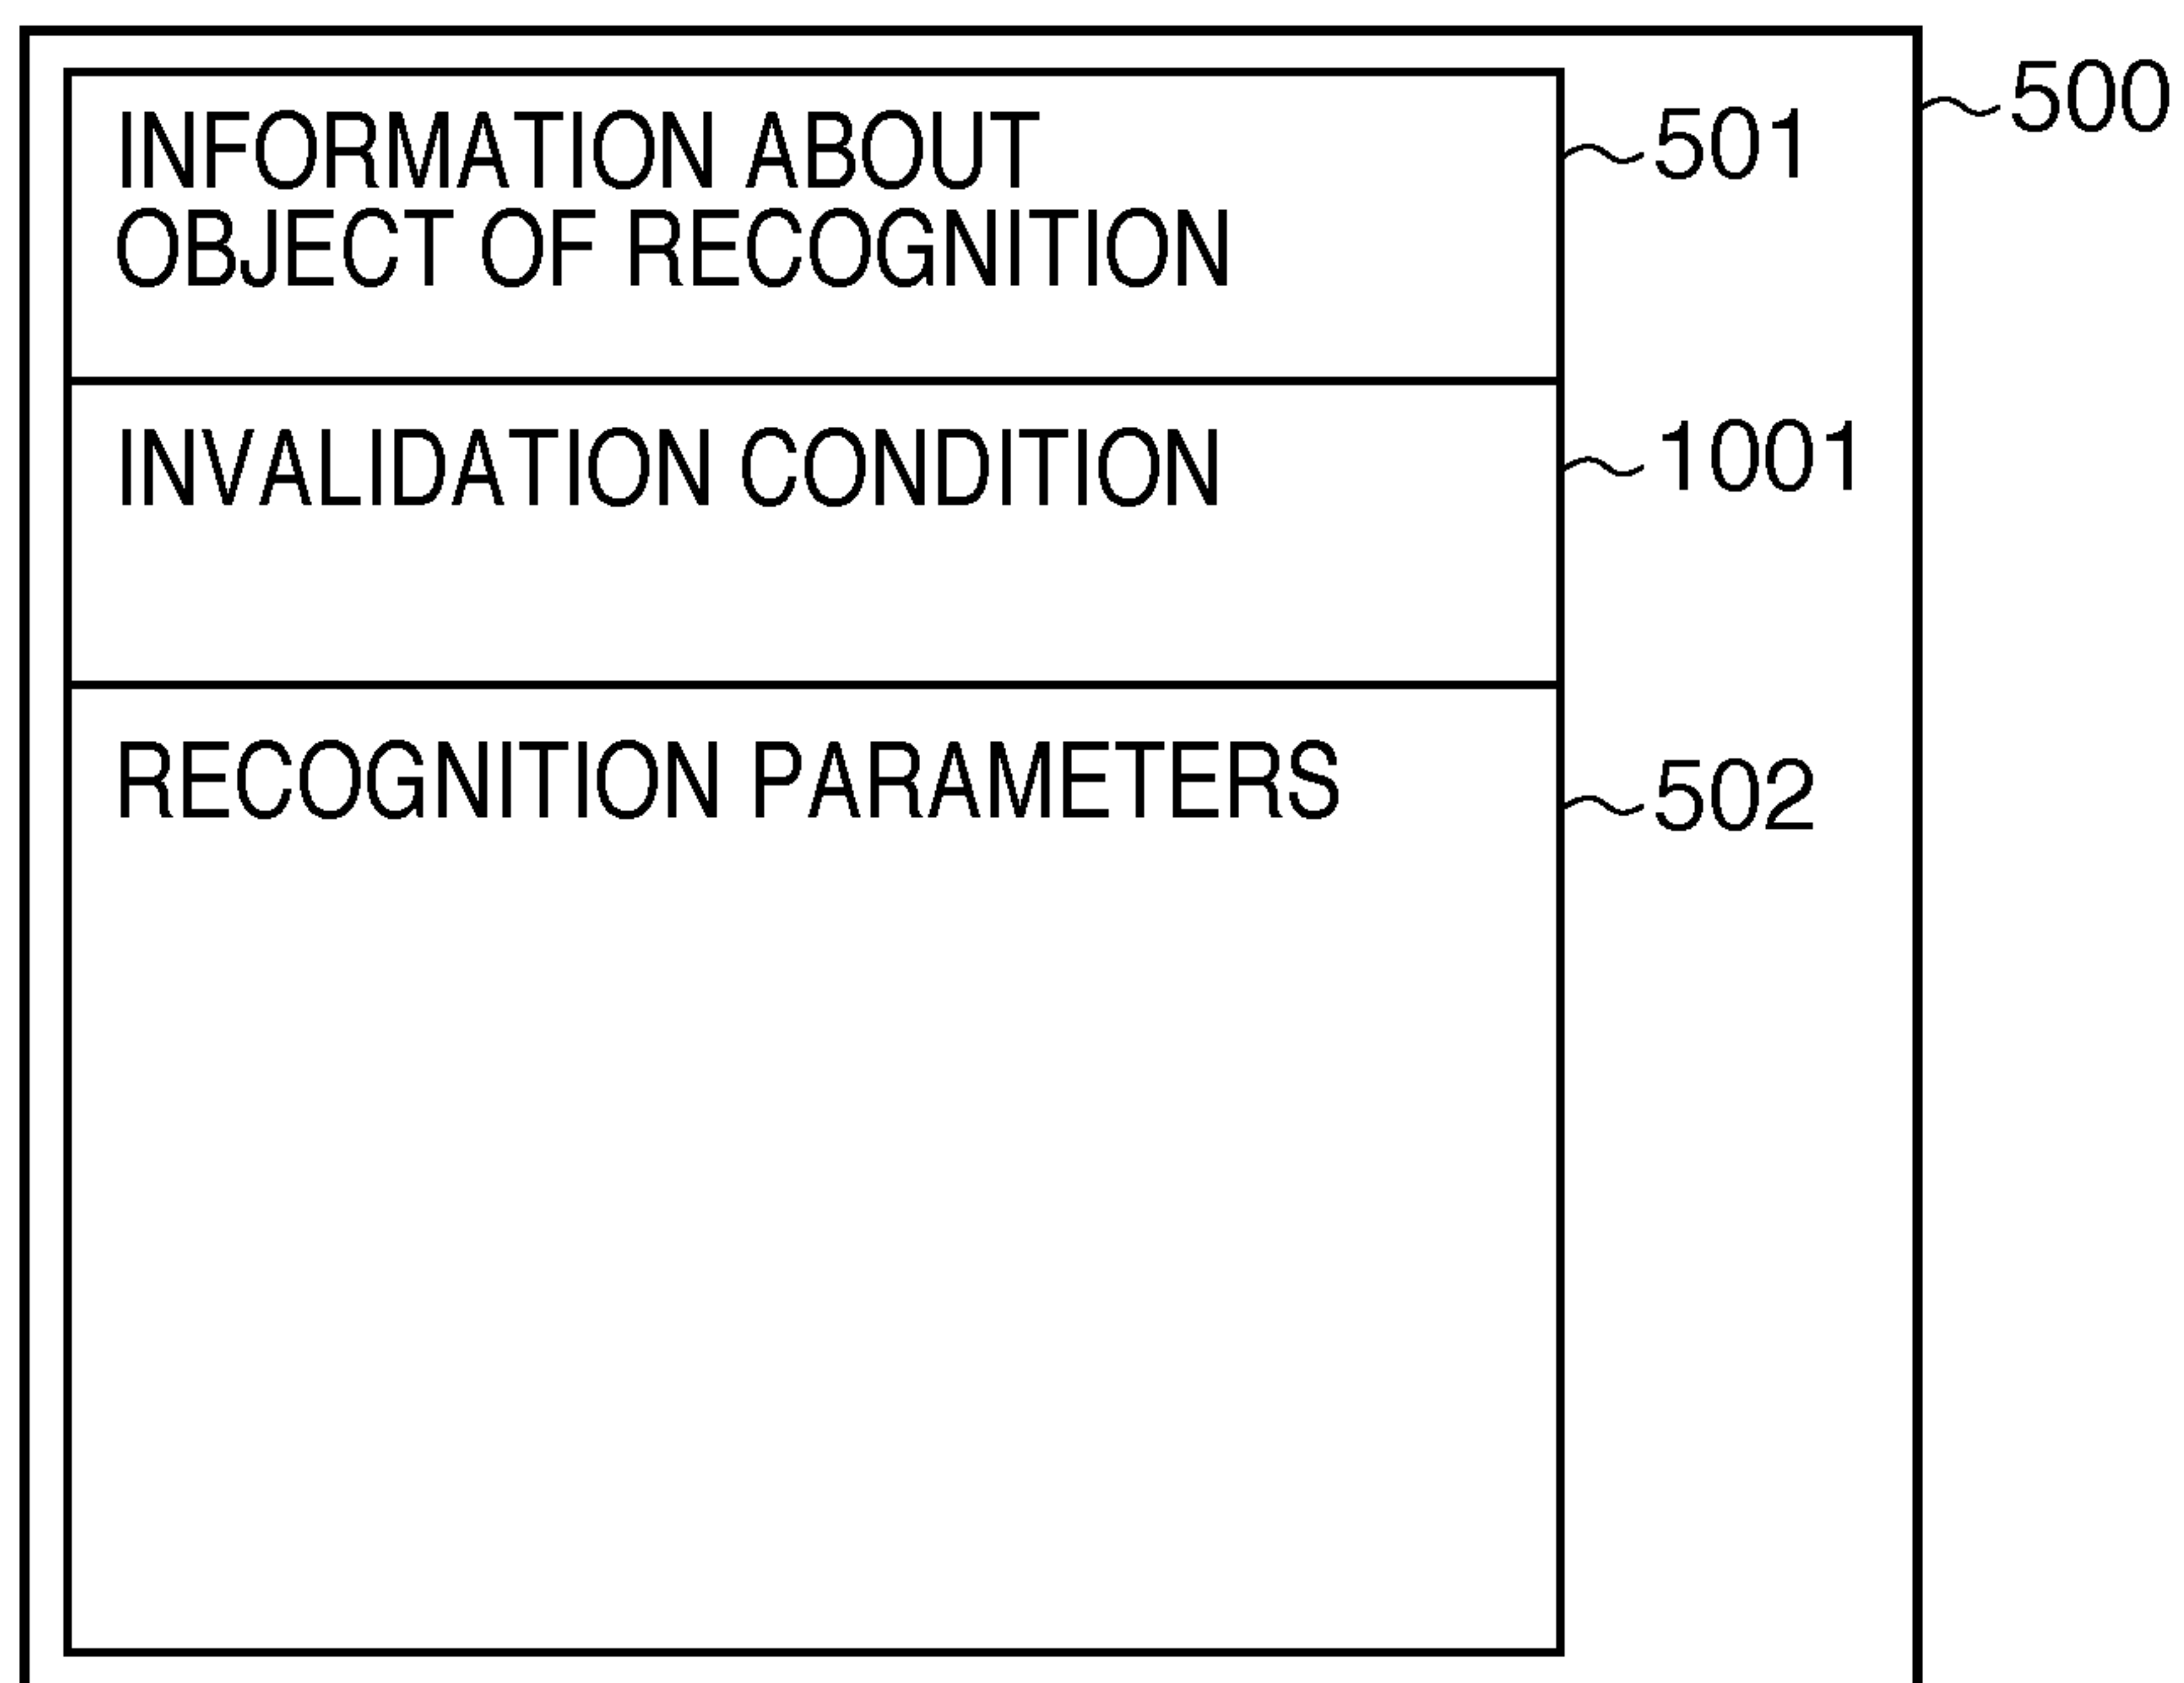 500
INFORMATION ABOUT 501
OBJECT OF RECOGNITION
INVALIDATION CONDITION 1001
RECOGNITION PARAMETERS 502